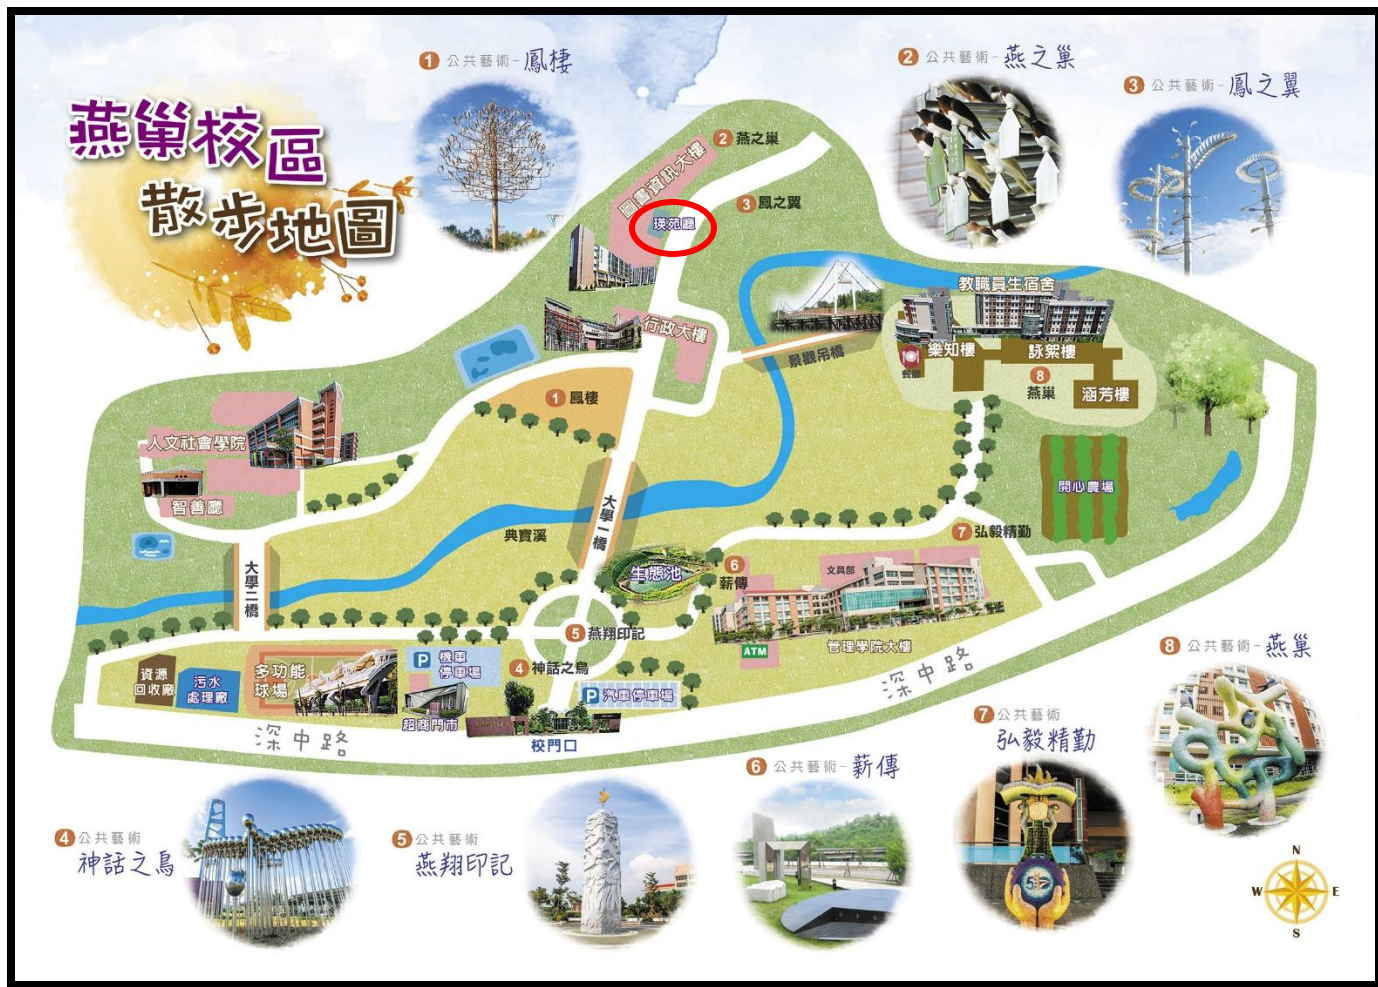 燕巢校區
散步地圖
1 公共藝術-鳳棲
2 公共藝術-燕之巢
3 公共藝術-鳳之翼
2 燕之巢
圖書資訊大樓
3 鳳之翼
瑛苑廳
行政大樓
景觀吊橋
教職員生宿舍
樂知樓
詠絮樓
餐廳
8
燕巢
涵芳樓
1 鳳棲
人文社會學院
智善廳
開心農場
大學一橋
典寶溪
7 弘毅精勤
生態池
6
薪傳
文具部
大學二橋
5 燕翔印記
管理學院大樓
ATM
4 神話之鳥
資源
回收廠
污水
處理廠
多功能
球場
P 機車
停車場
P 汽車停車場
超商門市
校門口
深中路
深中路
8 公共藝術-燕巢
7 公共藝術
弘毅精勤
6 公共藝術-薪傳
4 公共藝術
神話之鳥
5 公共藝術
燕翔印記
N
W E
S